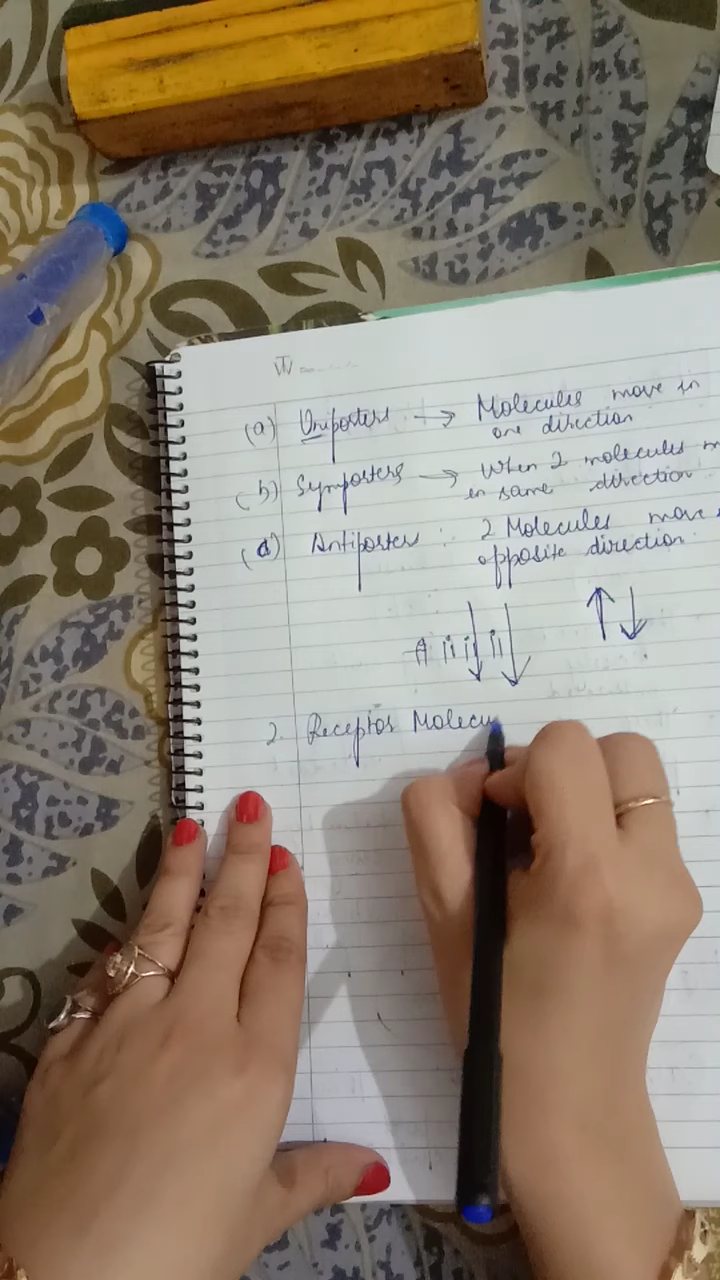 (a) Uniporters → Molecules move in
one direction
(b) Symporters → When 2 molecules m
in same direction
(d) Antiporters : 2 Molecules move
opposite direction
2. Receptor Molecu